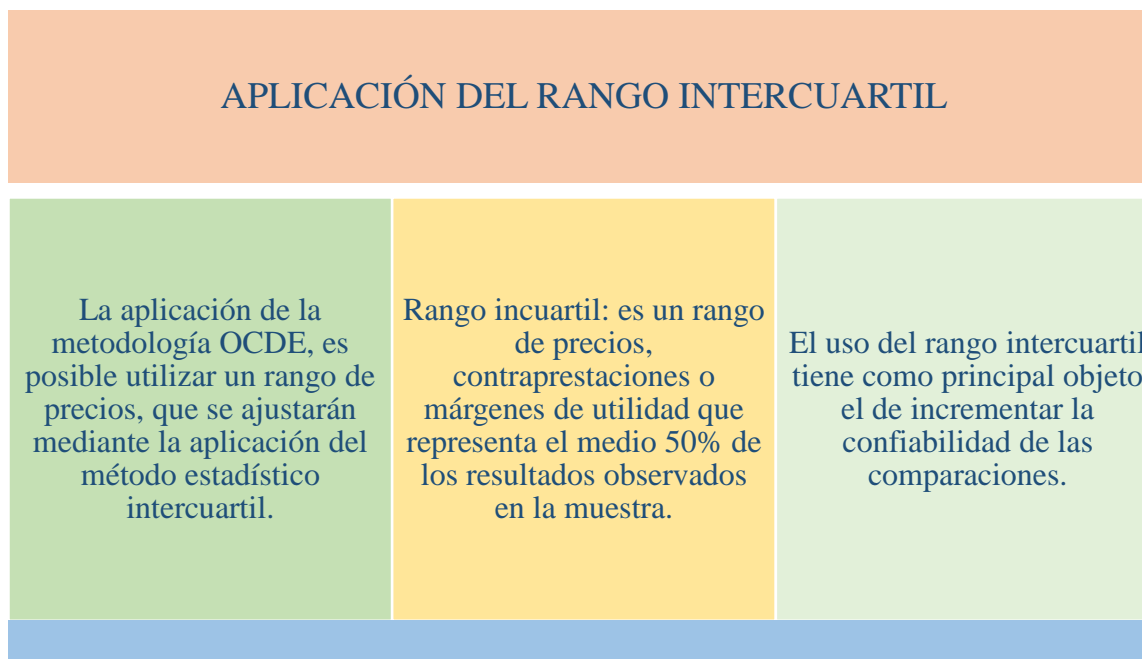 APLICACIÓN DEL RANGO INTERCUARTIL
La aplicación de la
metodología OCDE, es
posible utilizar un rango de
precios, que se ajustarán
mediante la aplicación del
método estadístico
intercuartil.
Rango incuartil: es un rango
de precios,
contraprestaciones o
márgenes de utilidad que
representa el medio 50% de
los resultados observados
en la muestra.
El uso del rango intercuartil
tiene como principal objeto
el de incrementar la
confiabilidad de las
comparaciones.